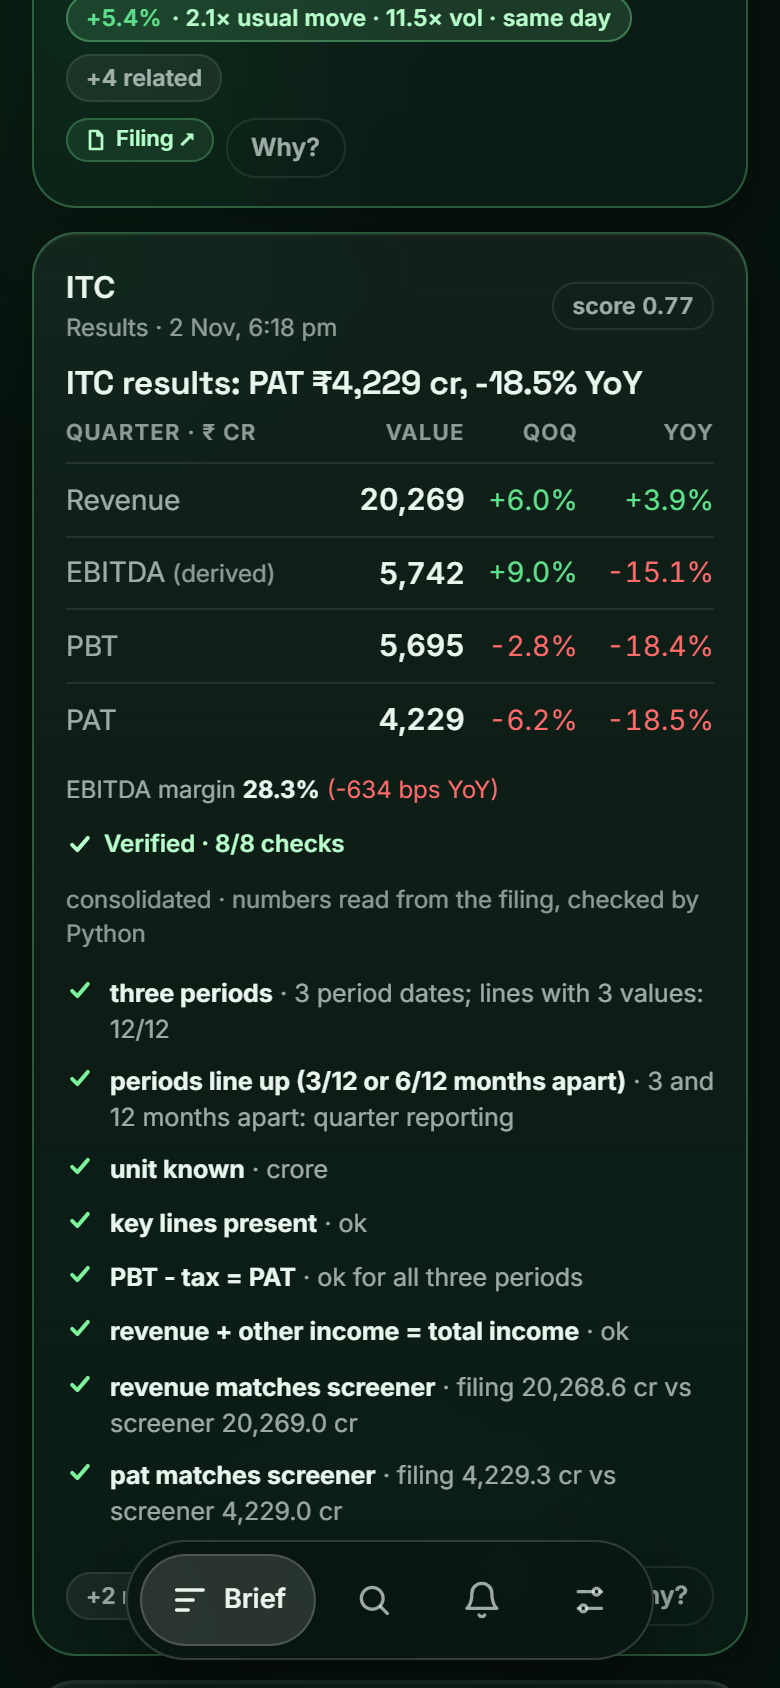 +5.4% · 2.1× usual move · 11.5× vol · same day
+4 related
Filing ↗ Why?
ITC
score 0.77
Results · 2 Nov, 6:18 pm
ITC results: PAT ₹4,229 cr, -18.5% YoY
QUARTER · ₹ CR VALUE QOQ YOY
Revenue 20,269 +6.0% +3.9%
EBITDA (derived) 5,742 +9.0% -15.1%
PBT 5,695 -2.8% -18.4%
PAT 4,229 -6.2% -18.5%
EBITDA margin 28.3% (-634 bps YoY)
✓ Verified · 8/8 checks
consolidated · numbers read from the filing, checked by
Python
✓ three periods · 3 period dates; lines with 3 values:
12/12
✓ periods line up (3/12 or 6/12 months apart) · 3 and
12 months apart: quarter reporting
✓ unit known · crore
✓ key lines present · ok
✓ PBT - tax = PAT · ok for all three periods
✓ revenue + other income = total income · ok
✓ revenue matches screener · filing 20,268.6 cr vs
screener 20,269.0 cr
✓ pat matches screener · filing 4,229.3 cr vs
screener 4,229.0 cr
+2 Brief